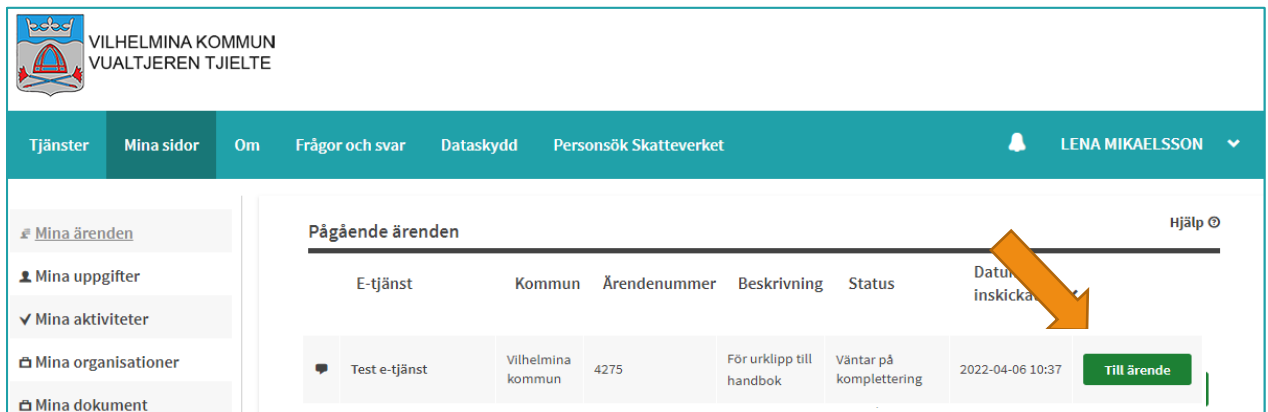 VILHELMINA KOMMUN
VUALTJEREN TJIELTE
Tjänster Mina sidor Om Frågor och svar Dataskydd Personsök Skatteverket LENA MIKAELSSON
Mina ärenden
Mina uppgifter
Mina aktiviteter
Mina organisationer
Mina dokument
Pågående ärenden
Hjälp
E-tjänst Kommun Ärendenummer Beskrivning Status
inskickat
Test e-tjänst
Vilhelmina
kommun
4275
För urklipp till
handbok
Väntar på
komplettering
2022-04-06 10:37
Till ärende